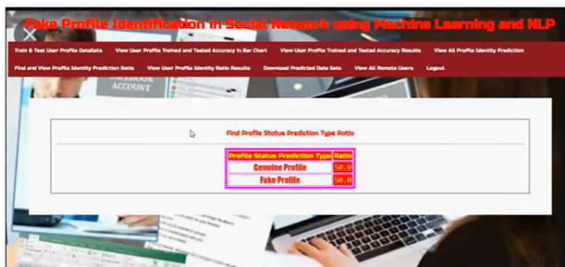 Fake Profile Identification in Social Network using Machine Learning and NLP
Train & Test User Profile DataSets View User Profile Trained and Tested Accuracy in Bar Chart View User Profile Trained and Tested Accuracy Results View All Profile Identity Prediction
Find and View Profile Identity Prediction Ratio View User Profile Identity Ratio Results Download Predicted Data Sets View All Remote Users Logout
ACCOUNT
Find Profile Status Prediction Type Ratio
Profile Status Prediction Type Ratio
Genuine Profile 50.0
Fake Profile 50.0